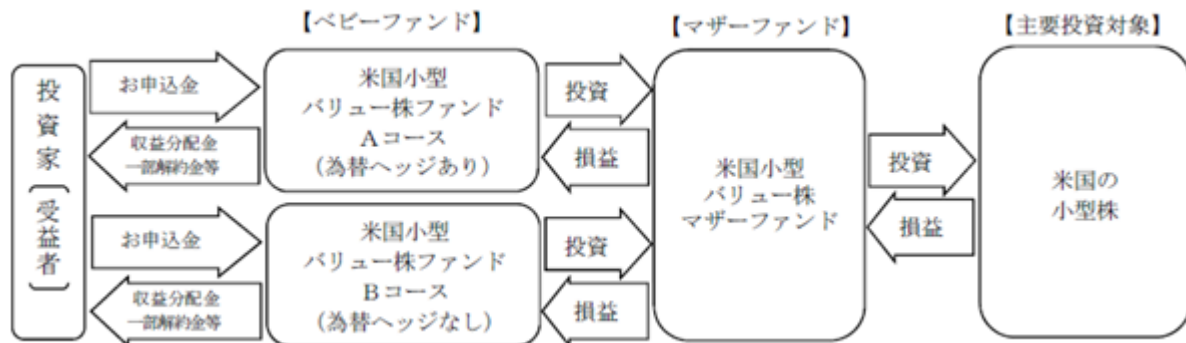 【ベビーファンド】
【マザーファンド】
【主要投資対象】
投資家
〔受益者〕
お申込金
収益分配金
一部解約金等
米国小型
バリュー株ファンド
Aコース
（為替ヘッジあり）
投資
損益
お申込金
収益分配金
一部解約金等
米国小型
バリュー株ファンド
Bコース
（為替ヘッジなし）
投資
損益
米国小型
バリュー株
マザーファンド
投資
損益
米国の
小型株